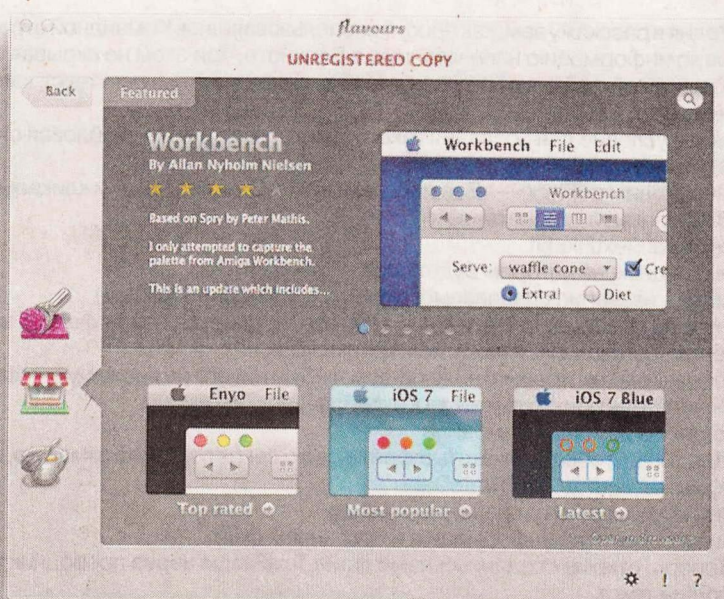 flavours
UNREGISTERED COPY
Back
Featured
Workbench
By Allan Nyholm Nielsen
Based on Spry by Peter Mathis.
I only attempted to capture the
palette from Amiga Workbench.
This is an update which includes...
Workbench File Edit
Workbench
Serve: waffle cone Cre
Extra! Diet
Enyo File
iOS 7 File
iOS 7 Blue
Top rated
Most popular
Latest
! ?